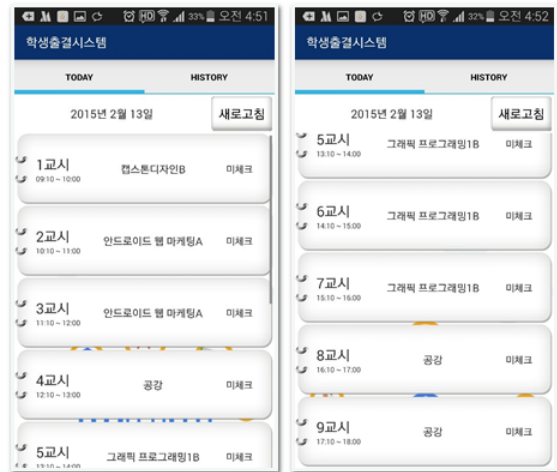 33% 오전 4:51
학생출결시스템
TODAY HISTORY
2015년 2월 13일 새로고침
1교시 캡스톤디자인B 미체크
09:10 ~ 10:00
2교시 안드로이드 웹 마케팅A 미체크
10:10 ~ 11:00
3교시 안드로이드 웹 마케팅A 미체크
11:10 ~ 12:00
4교시 공강 미체크
12:10 ~ 13:00
5교시 그래픽 프로그래밍1B 미체크
13:10 ~ 14:00
32% 오전 4:52
학생출결시스템
TODAY HISTORY
2015년 2월 13일 새로고침
5교시 그래픽 프로그래밍1B 미체크
13:10 ~ 14:00
6교시 그래픽 프로그래밍1B 미체크
14:10 ~ 15:00
7교시 그래픽 프로그래밍1B 미체크
15:10 ~ 16:00
8교시 공강 미체크
16:10 ~ 17:00
9교시 공강 미체크
17:10 ~ 18:00